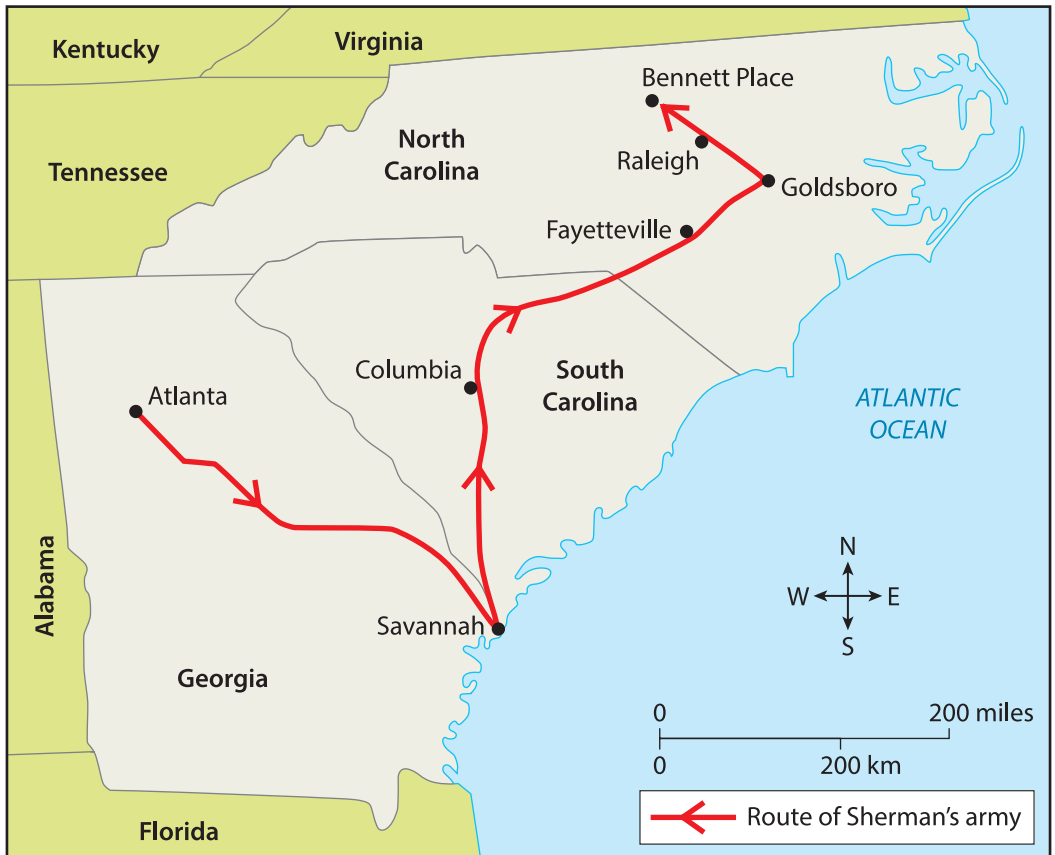 Kentucky
Virginia
Bennett Place
Tennessee
North
Carolina
Raleigh
Goldsboro
Fayetteville
Columbia
South
Carolina
Atlanta
ATLANTIC
OCEAN
Alabama
N
W E
S
Savannah
Georgia
0 200 miles
0 200 km
Route of Sherman's army
Florida